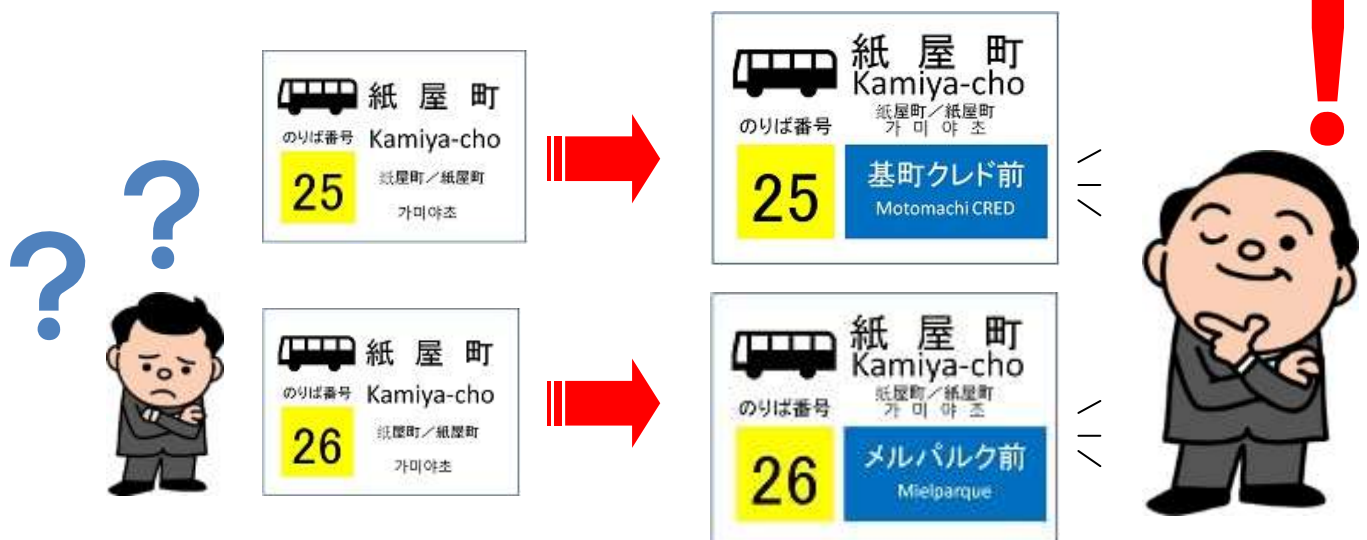 ?
?
紙屋町
のりば番号
Kamiya-cho
25
纸屋町／紙屋町
가미야초
紙屋町
のりば番号
Kamiya-cho
26
纸屋町／紙屋町
가미야초
紙屋町
Kamiya-cho
纸屋町／紙屋町
가미야초
のりば番号
25
基町クレド前
Motomachi CRED
紙屋町
Kamiya-cho
纸屋町／紙屋町
가미야초
のりば番号
26
メルパルク前
Mielparque
!